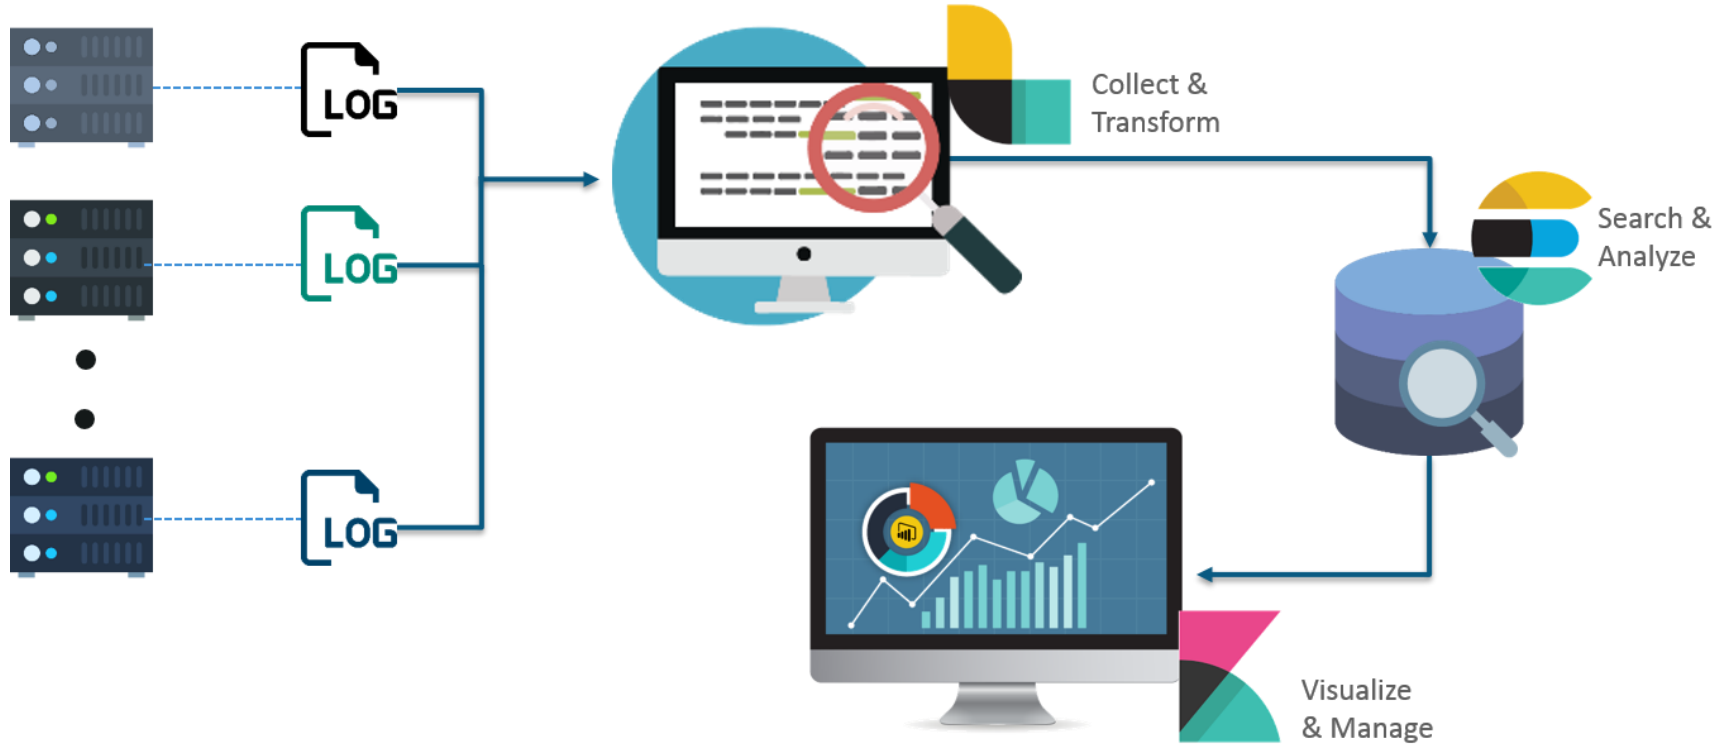 LOG
Collect &
Transform
LOG
Search &
Analyze
LOG
Visualize
& Manage